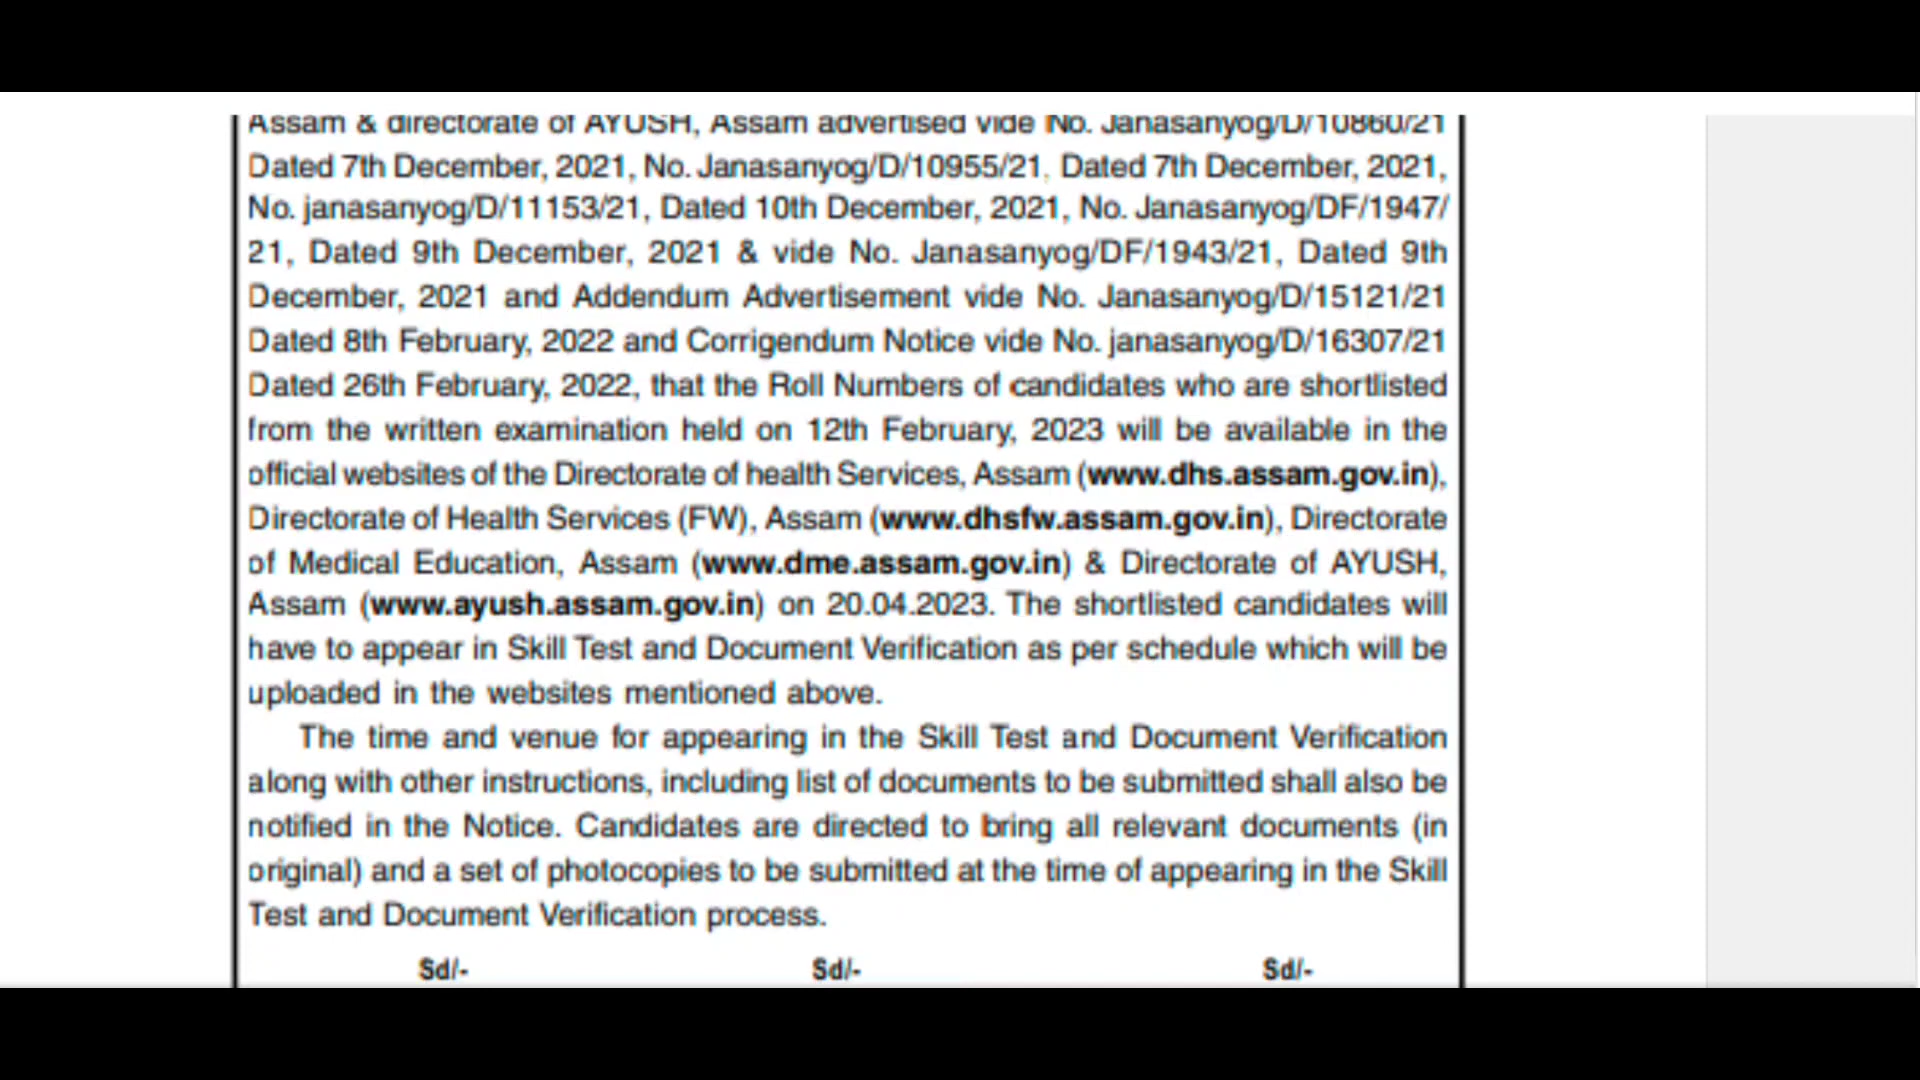 Assam & directorate of AYUSH, Assam advertised vide No. Janasanyog/D/10860/21
Dated 7th December, 2021, No. Janasanyog/D/10955/21, Dated 7th December, 2021,
No. janasanyog/D/11153/21, Dated 10th December, 2021, No. Janasanyog/DF/1947/
21, Dated 9th December, 2021 & vide No. Janasanyog/DF/1943/21, Dated 9th
December, 2021 and Addendum Advertisement vide No. Janasanyog/D/15121/21
Dated 8th February, 2022 and Corrigendum Notice vide No. janasanyog/D/16307/21
Dated 26th February, 2022, that the Roll Numbers of candidates who are shortlisted
from the written examination held on 12th February, 2023 will be available in the
official websites of the Directorate of health Services, Assam (www.dhs.assam.gov.in),
Directorate of Health Services (FW), Assam (www.dhsfw.assam.gov.in), Directorate
of Medical Education, Assam (www.dme.assam.gov.in) & Directorate of AYUSH,
Assam (www.ayush.assam.gov.in) on 20.04.2023. The shortlisted candidates will
have to appear in Skill Test and Document Verification as per schedule which will be
uploaded in the websites mentioned above.
The time and venue for appearing in the Skill Test and Document Verification
along with other instructions, including list of documents to be submitted shall also be
notified in the Notice. Candidates are directed to bring all relevant documents (in
original) and a set of photocopies to be submitted at the time of appearing in the Skill
Test and Document Verification process.
Sd/- Sd/- Sd/-